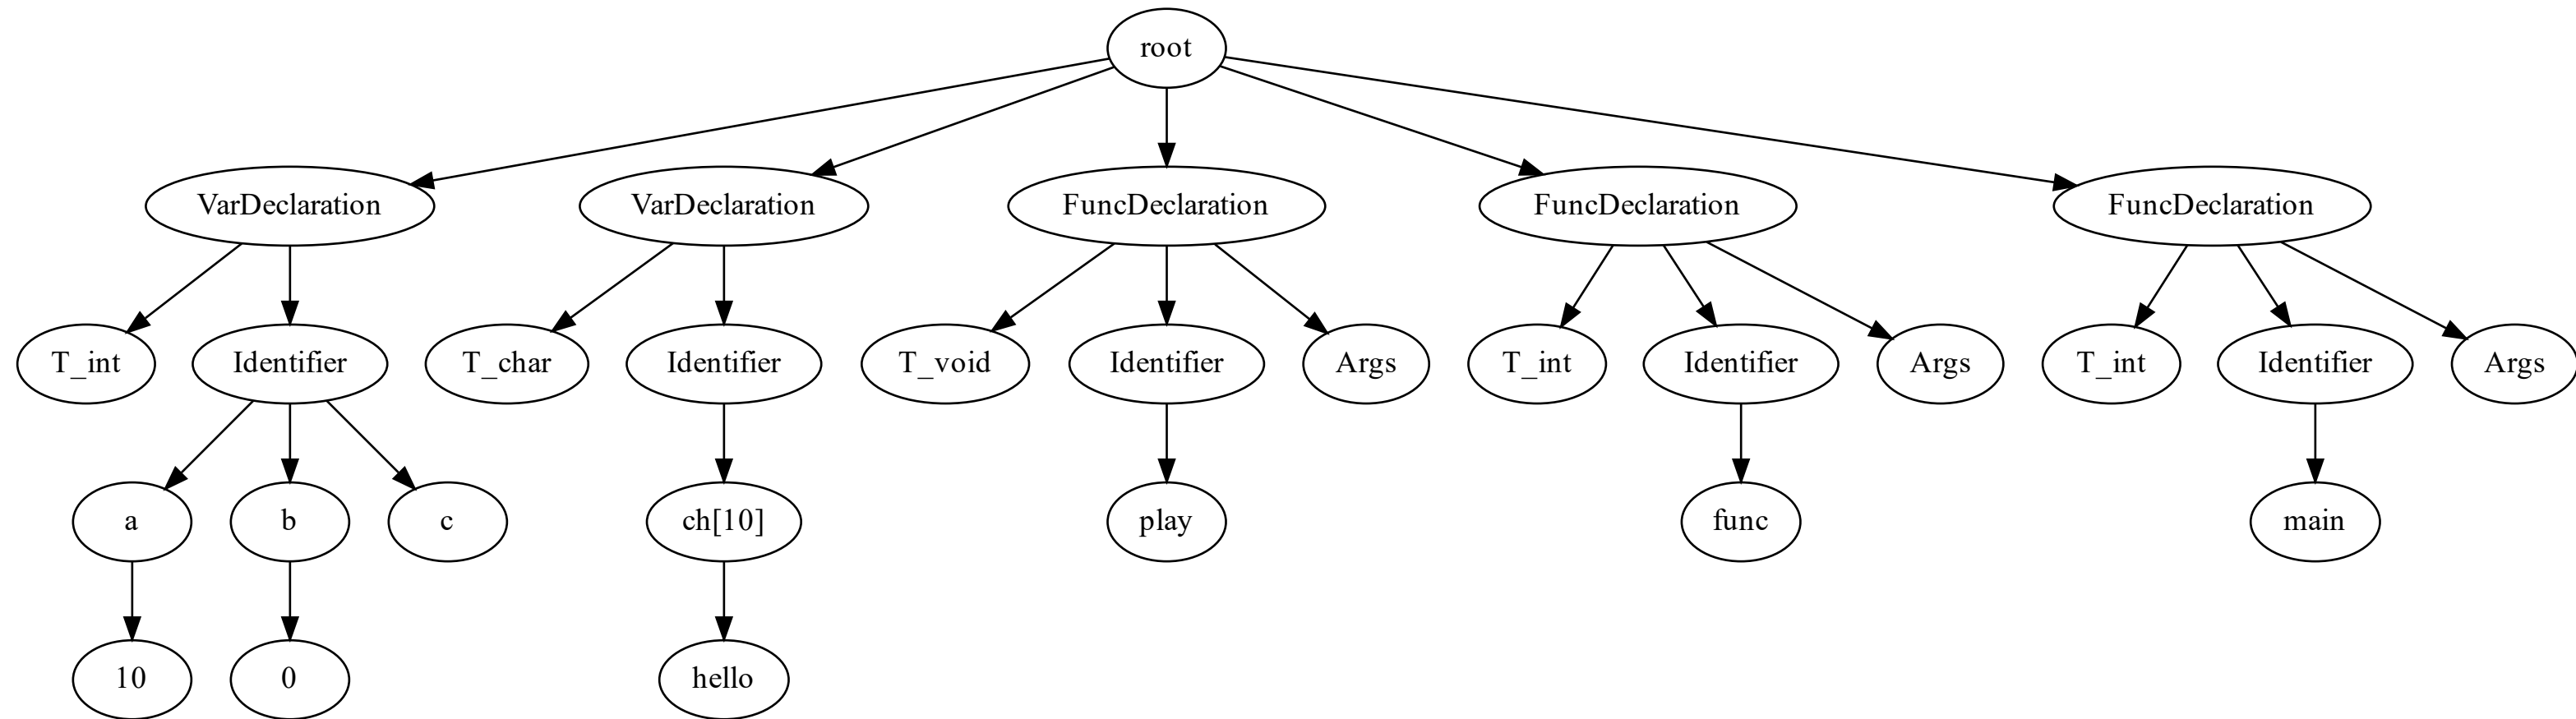 root
VarDeclaration
VarDeclaration
FuncDeclaration
FuncDeclaration
FuncDeclaration
T_int
Identifier
T_char
Identifier
T_void
Identifier
Args
T_int
Identifier
Args
T_int
Identifier
Args
a
b
c
ch[10]
play
func
main
10
0
hello